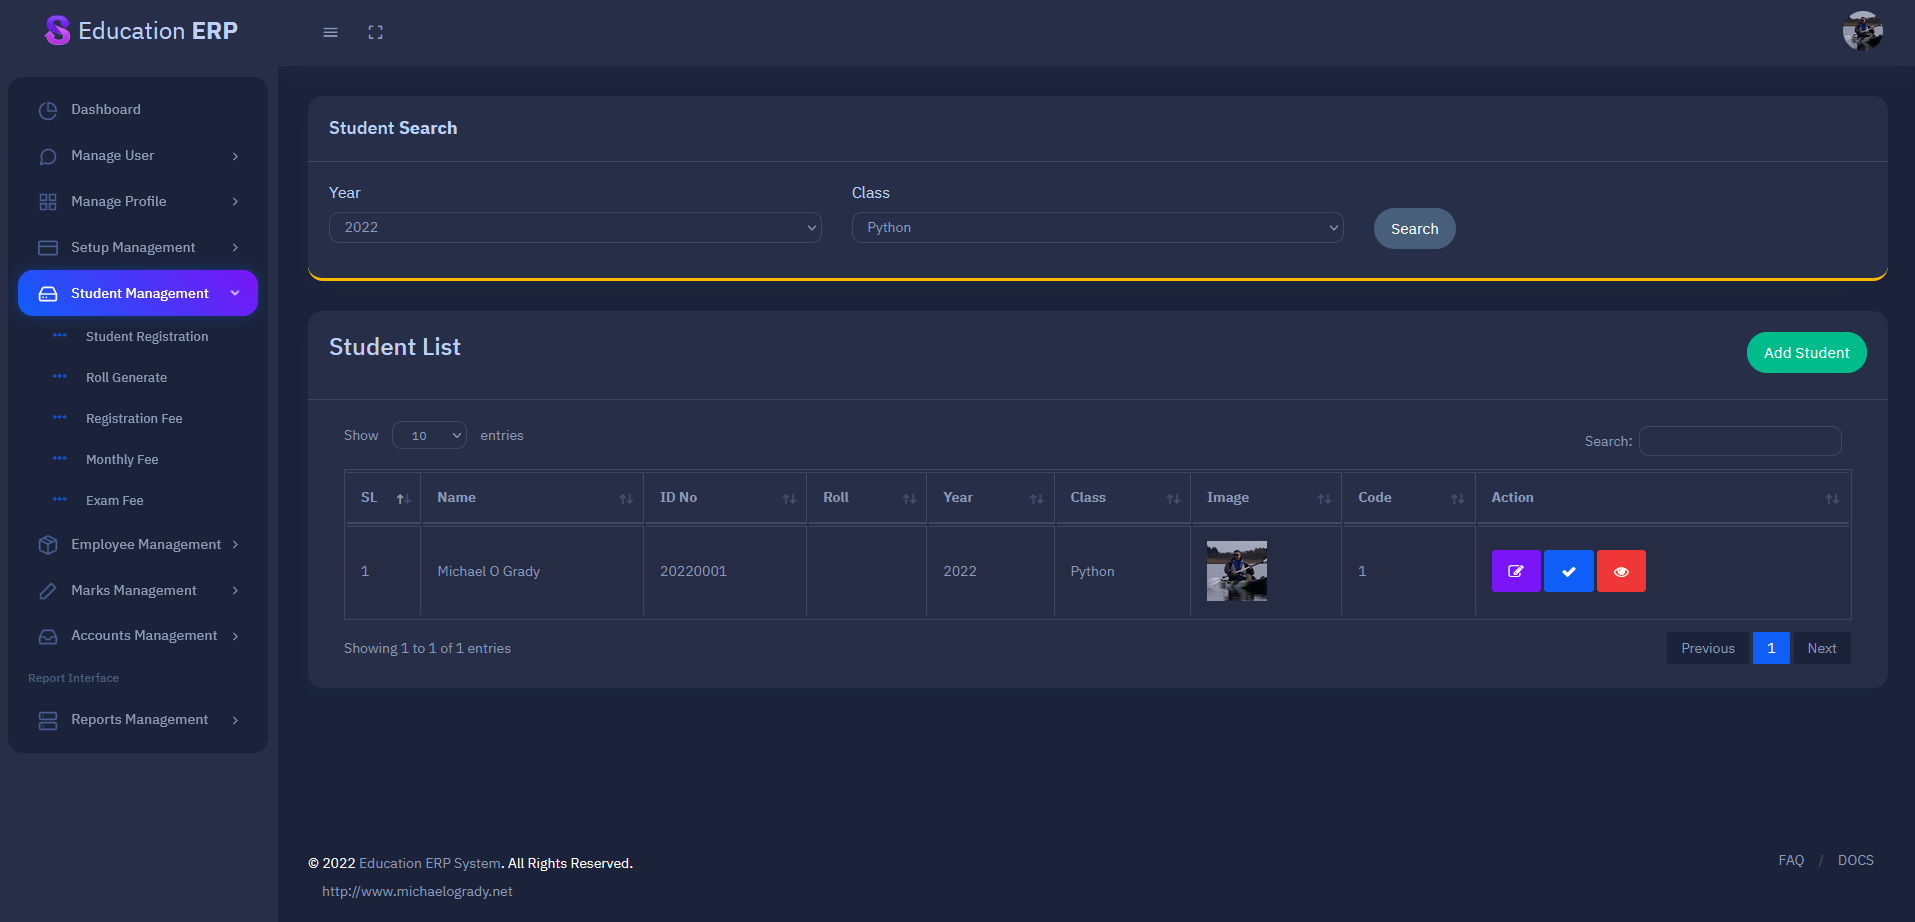 Education ERP
Dashboard
Manage User
Manage Profile
Setup Management
Student Management
Student Registration
Roll Generate
Registration Fee
Monthly Fee
Exam Fee
Employee Management
Marks Management
Accounts Management
Report Interface
Reports Management
Student Search
Year Class
2022 Python Search
Student List
Add Student
Show 10 entries Search:
SL Name ID No Roll Year Class Image Code Action
1 Michael O Grady 20220001 2022 Python 1
Showing 1 to 1 of 1 entries Previous 1 Next
© 2022 Education ERP System. All Rights Reserved.
http://www.michaelogrady.net
FAQ / DOCS